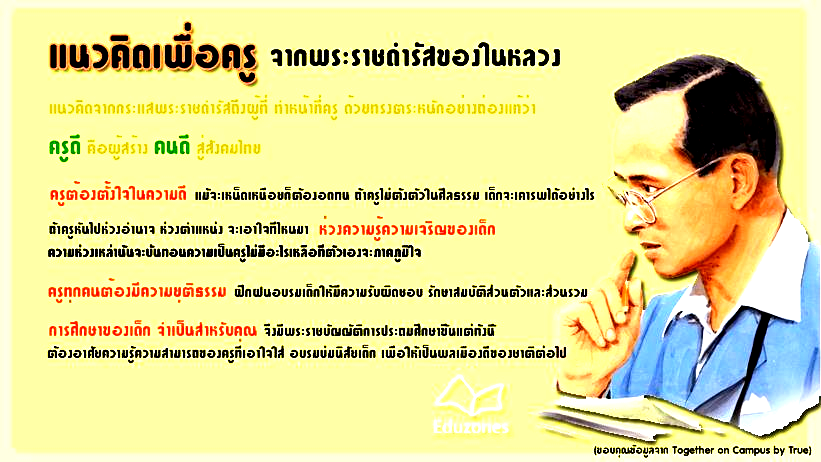 แนวคิดเพื่อครู จากพระราชดำรัสของในหลวง
แนวคิดจากกระแสพระราชดำรัสถึงผู้ที่ ทำหน้าที่ครู ด้วยทรงตระหนักอย่างถ่องแท้ว่า
ครูดี คือผู้สร้าง คนดี สู่สังคมไทย
ครูต้องตั้งใจในความดี แม้จะเหน็ดเหนื่อยก็ต้องอดทน ถ้าครูไม่ตั้งตัวในศีลธรรม เด็กจะเคารพได้อย่างไร
ถ้าครูหันไปห่วงอำนาจ ห่วงตำแหน่ง จะเอาใจที่ไหนมา ห่วงความรู้ความเจริญของเด็ก
ความห่วงเหล่านั้นจะบั่นทอนความเป็นครูไม่มีอะไรเหลือที่ตัวเองจะภาคภูมิใจ
ครูทุกคนต้องมีความยุติธรรม ฝึกฝนอบรมเด็กให้มีความรับผิดชอบ รักษาสมบัติส่วนตัวและส่วนรวม
การศึกษาของเด็ก จำเป็นสำหรับคุณ จึงมีพระราชบัญญัติการประถมศึกษาขึ้นแต่ทั้งนี้
ต้องอาศัยความรู้ความสามารถของครูที่เอาใจใส่ อบรมบ่มนิสัยเด็ก เพื่อให้เป็นพลเมืองดีของชาติต่อไป
Eduzones
(ขอบคุณข้อมูลจาก Together on Campus by True)